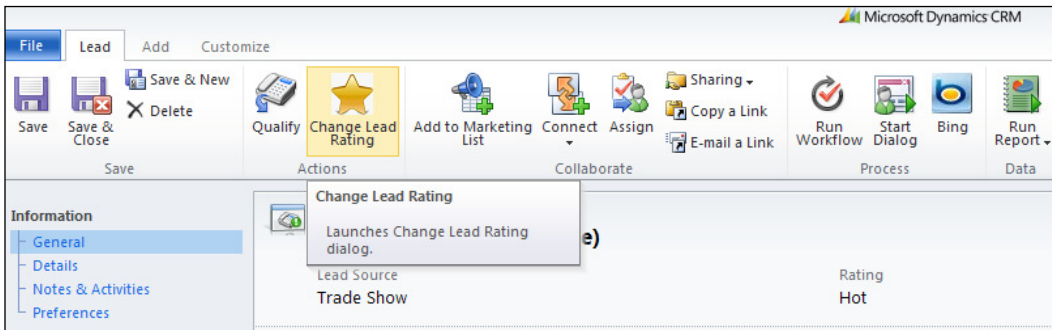 Microsoft Dynamics CRM
File Lead Add Customize
Save
Save &
Close
Save & New
Delete
Save
Qualify
Change Lead
Rating
Actions
Add to Marketing
List
Connect
Assign
Sharing
Copy a Link
E-mail a Link
Collaborate
Run
Workflow
Start
Dialog
Bing
Process
Run
Report
Data
Change Lead Rating
Launches Change Lead Rating
dialog.
Information
General
Details
Notes & Activities
Preferences
e)
Lead Source
Trade Show
Rating
Hot